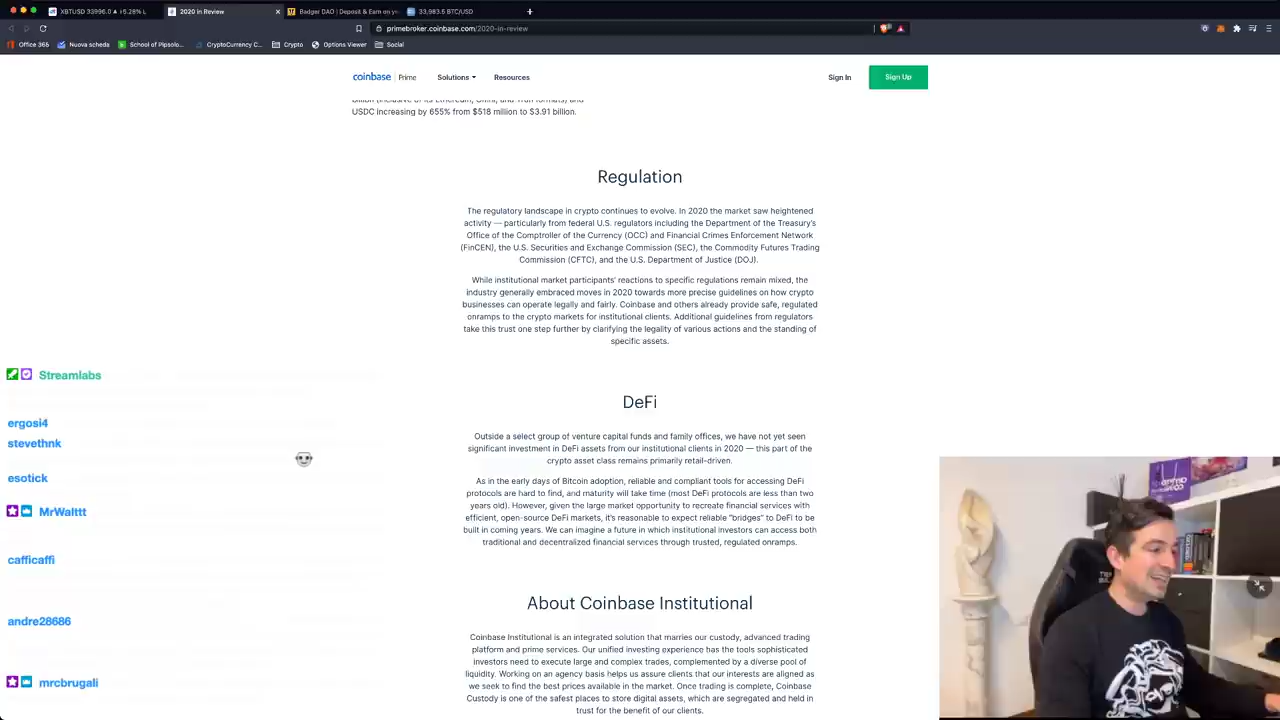 XBTUSD 33996.0 ▲+5.28% L
2020 in Review
Badger DAO | Deposit & Earn on y
33,983.5 BTC/USD
primebroker.coinbase.com/2020-in-review
Office 365
Nuova scheda
School of Pipsolo...
CryptoCurrency C...
Crypto
Options Viewer
Social
coinbase | Prime
Solutions
Resources
Sign In
Sign Up
USDC increasing by 655% from $518 million to $3.91 billion.
Regulation
The regulatory landscape in crypto continues to evolve. In 2020 the market saw heightened
activity — particularly from federal U.S. regulators including the Department of the Treasury's
Office of the Comptroller of the Currency (OCC) and Financial Crimes Enforcement Network
(FinCEN), the U.S. Securities and Exchange Commission (SEC), the Commodity Futures Trading
Commission (CFTC), and the U.S. Department of Justice (DOJ).
While institutional market participants' reactions to specific regulations remain mixed, the
industry generally embraced moves in 2020 towards more precise guidelines on how crypto
businesses can operate legally and fairly. Coinbase and others already provide safe, regulated
onramps to the crypto markets for institutional clients. Additional guidelines from regulators
take this trust one step further by clarifying the legality of various actions and the standing of
specific assets.
Streamlabs
DeFi
ergosi4
Outside a select group of venture capital funds and family offices, we have not yet seen
stevethnk
significant investment in DeFi assets from our institutional clients in 2020 — this part of the
crypto asset class remains primarily retail-driven.
esotick
As in the early days of Bitcoin adoption, reliable and compliant tools for accessing DeFi
protocols are hard to find, and maturity will take time (most DeFi protocols are less than two
years old). However, given the large market opportunity to recreate financial services with
MrWalttt
efficient, open-source DeFi markets, it's reasonable to expect reliable "bridges" to DeFi to be
built in coming years. We can imagine a future in which institutional investors can access both
traditional and decentralized financial services through trusted, regulated onramps.
cafficaffi
About Coinbase Institutional
andre28686
Coinbase Institutional is an integrated solution that marries our custody, advanced trading
platform and prime services. Our unified investing experience has the tools sophisticated
investors need to execute large and complex trades, complemented by a diverse pool of
liquidity. Working on an agency basis helps us assure clients that our interests are aligned as
mrcbrugali
we seek to find the best prices available in the market. Once trading is complete, Coinbase
Custody is one of the safest places to store digital assets, which are segregated and held in
trust for the benefit of our clients.